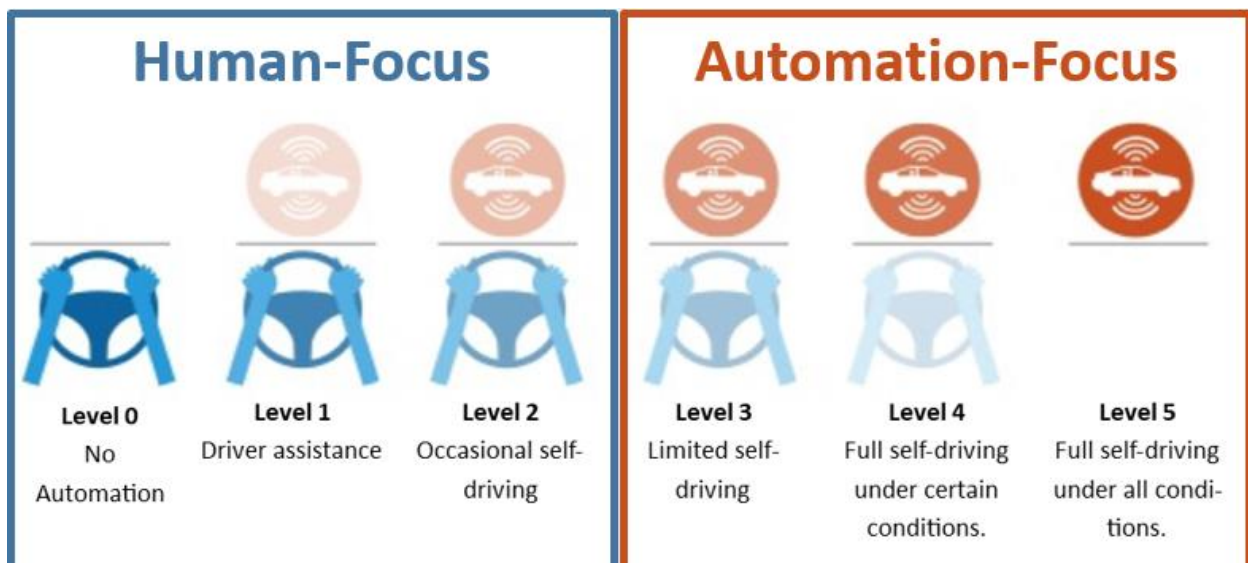 Human-Focus
Automation-Focus
Level 0
No
Automation
Level 1
Driver assistance
Level 2
Occasional self-
driving
Level 3
Limited self-
driving
Level 4
Full self-driving
under certain
conditions.
Level 5
Full self-driving
under all condi-
tions.